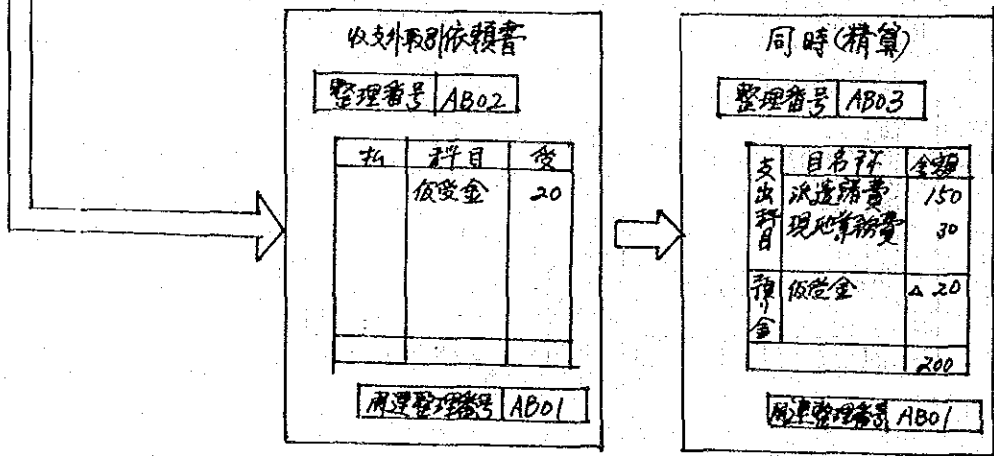 収支外取引依頼書
整理番号 AB02
払 科目 受
仮受金 20
関連整理番号 AB01
同時(精算)
整理番号 AB03
支出科目 目名称 金額
派遣諸費 150
現地業務費 30
預り金 仮受金 △20
200
関連整理番号 AB01